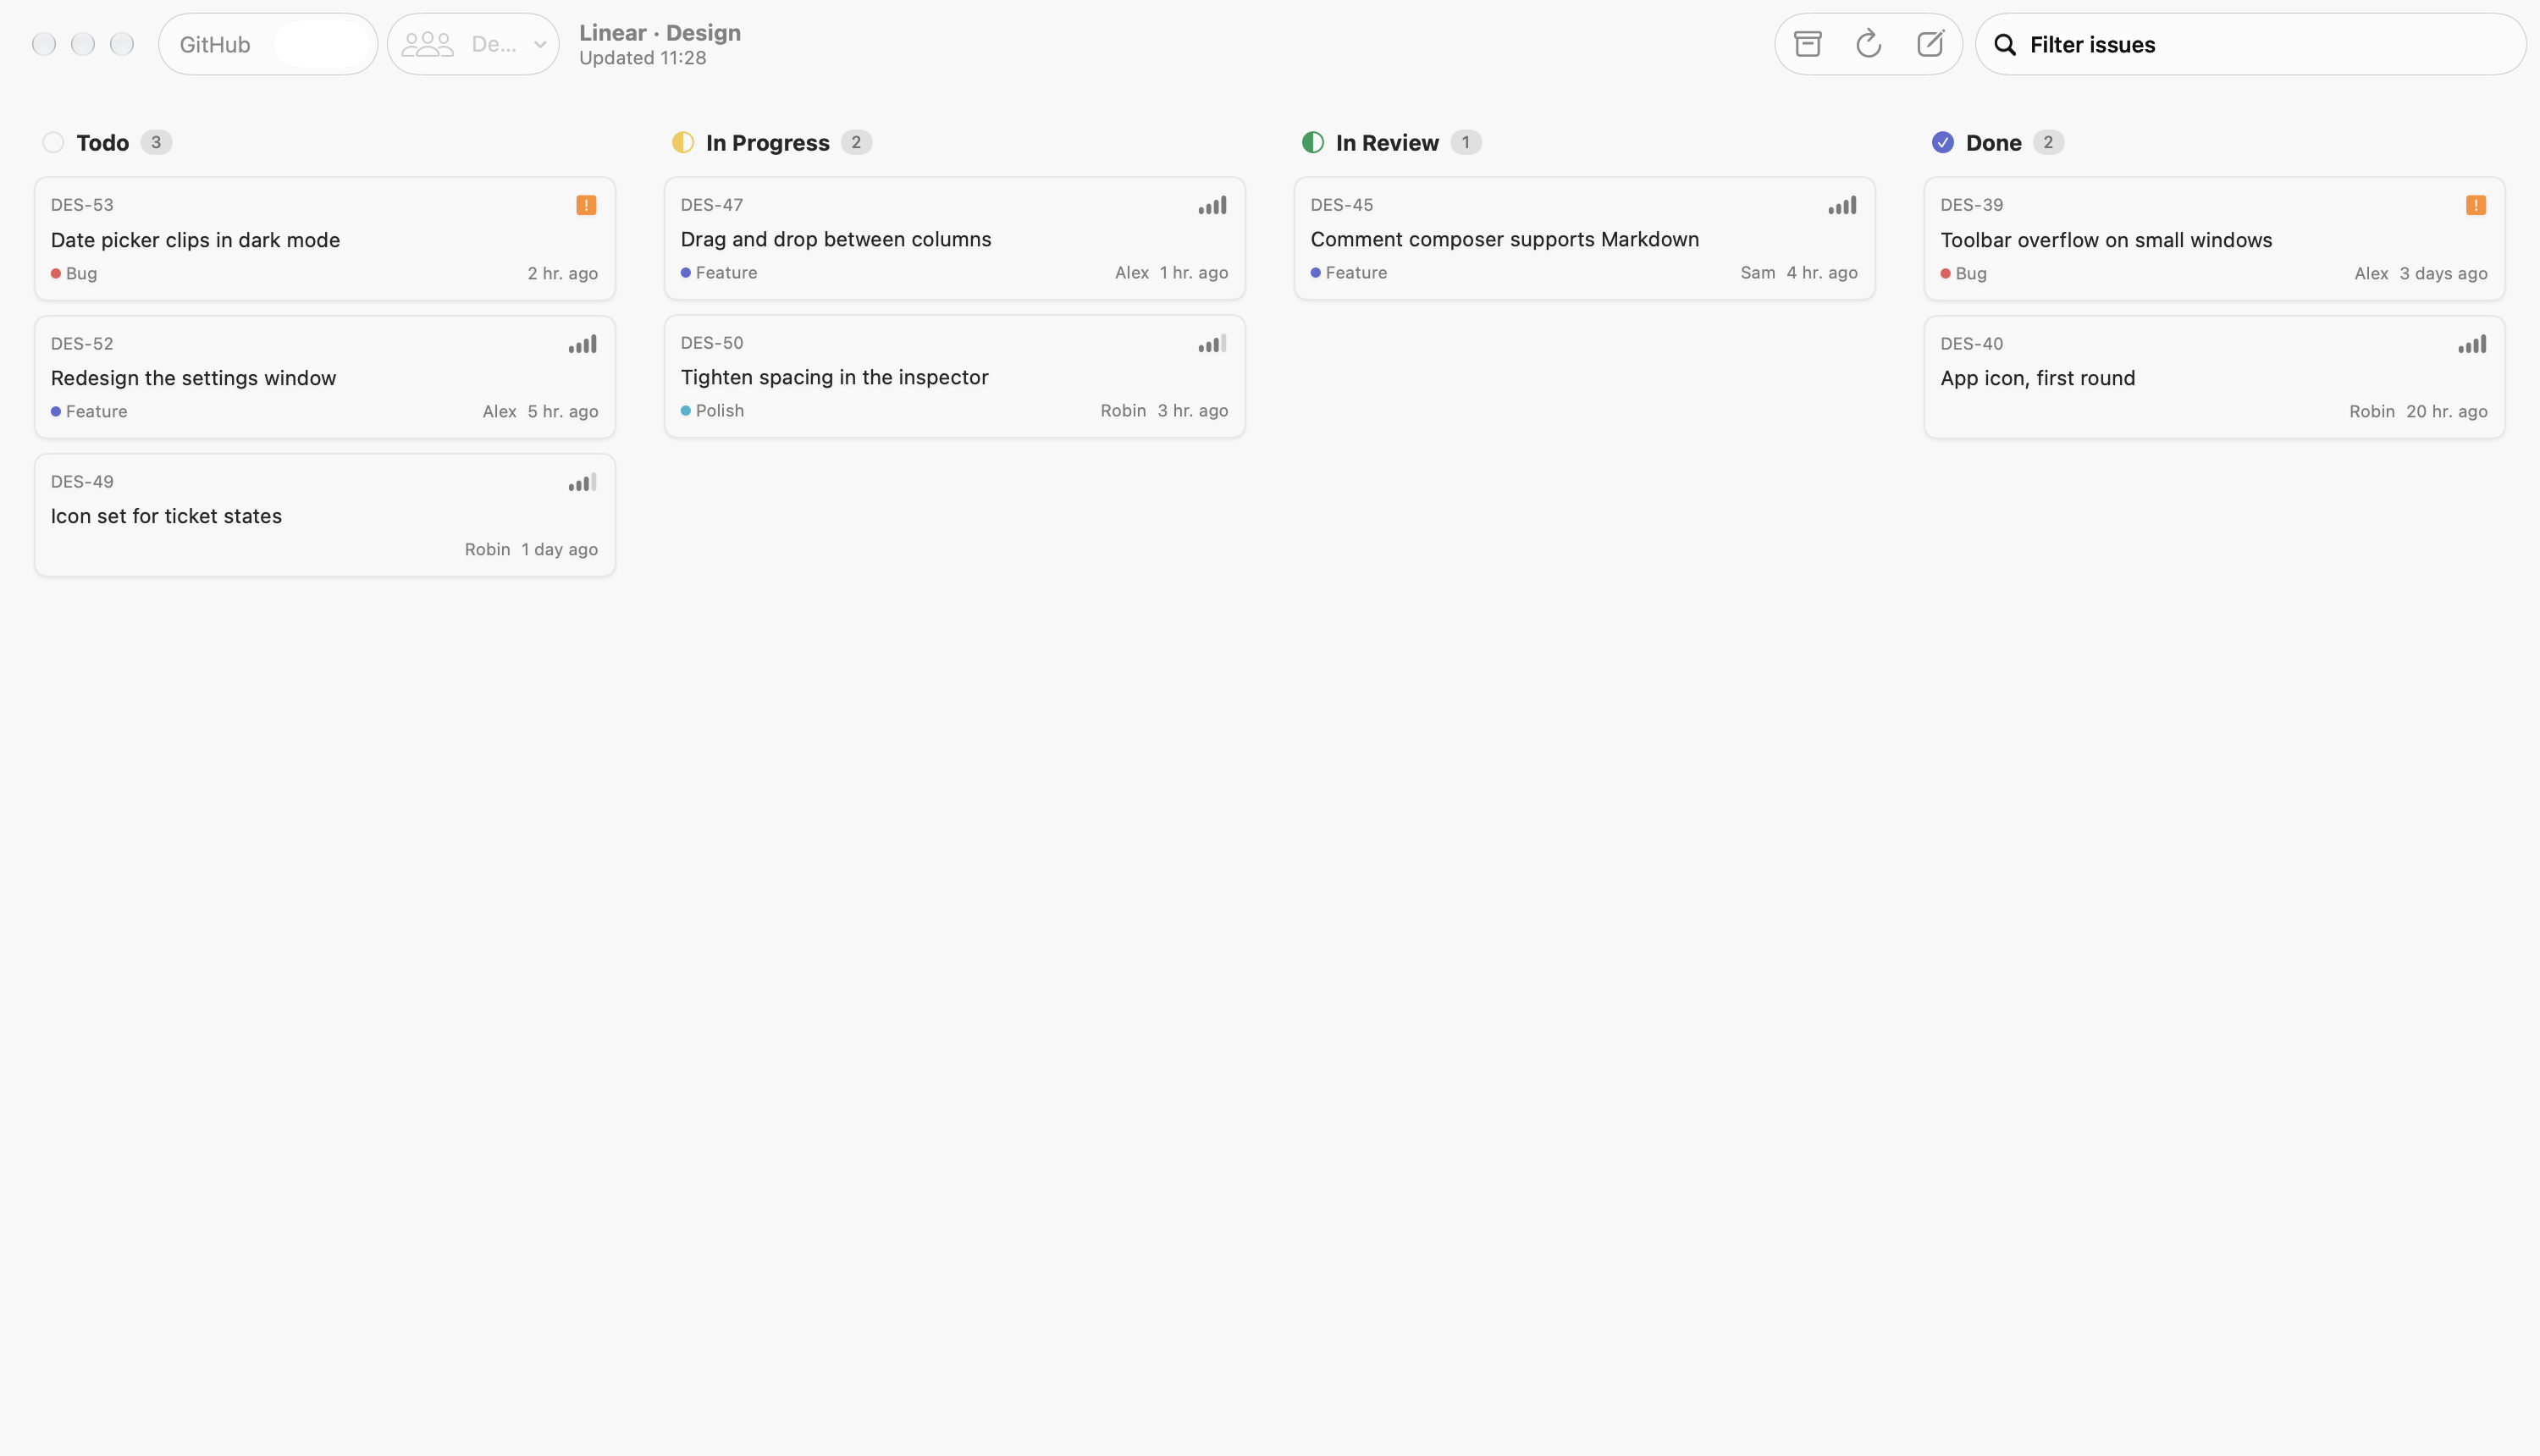 GitHub
De...
Linear · Design
Updated 11:28
Filter issues
Todo 3
DES-53
!
Date picker clips in dark mode
Bug
2 hr. ago
DES-52
Redesign the settings window
Feature
Alex 5 hr. ago
DES-49
Icon set for ticket states
Robin 1 day ago
In Progress 2
DES-47
Drag and drop between columns
Feature
Alex 1 hr. ago
DES-50
Tighten spacing in the inspector
Polish
Robin 3 hr. ago
In Review 1
DES-45
Comment composer supports Markdown
Feature
Sam 4 hr. ago
Done 2
DES-39
!
Toolbar overflow on small windows
Bug
Alex 3 days ago
DES-40
App icon, first round
Robin 20 hr. ago